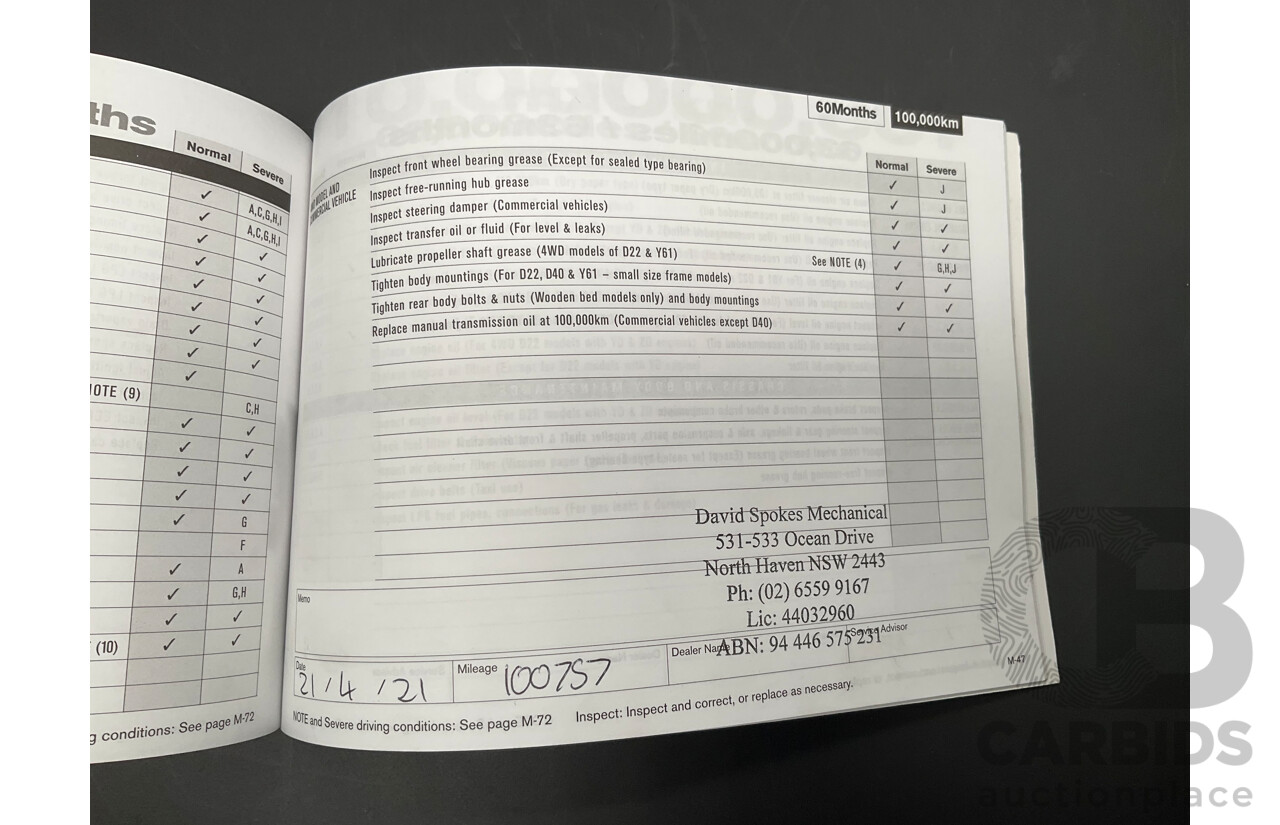 ths
Normal
Severe
✓
A,C,G,H,I
✓
A,C,G,H,I
✓ ✓
✓ ✓
✓ ✓
✓ ✓
✓ ✓
✓ ✓
✓
OTE (9)
C,H
✓ ✓
✓ ✓
✓ ✓
✓ ✓
✓ G
F
✓ A
✓ G,H
✓ ✓
(10) ✓ ✓
g conditions: See page M-72
60Months 100,000km
Normal Severe
MODEL AND
COMMERCIAL VEHICLE
Inspect front wheel bearing grease (Except for sealed type bearing) ✓ J
Inspect free-running hub grease ✓ J
Inspect steering damper (Commercial vehicles) ✓ ✓
Inspect transfer oil or fluid (For level & leaks) ✓ ✓
Lubricate propeller shaft grease (4WD models of D22 & Y61) See NOTE (4) ✓ G,H,J
Tighten body mountings (For D22, D40 & Y61 – small size frame models) ✓ ✓
Tighten rear body bolts & nuts (Wooden bed models only) and body mountings ✓ ✓
Replace manual transmission oil at 100,000km (Commercial vehicles except D40) ✓ ✓
David Spokes Mechanical
531-533 Ocean Drive
North Haven NSW 2443
Ph: (02) 6559 9167
Lic: 44032960
ABN: 94 446 575 231
Memo
Date
21/4/21
Mileage 100757
Dealer Name
Service Advisor
M-47
NOTE and Severe driving conditions: See page M-72 Inspect: Inspect and correct, or replace as necessary.
CB
CARBIDS
auctionplace